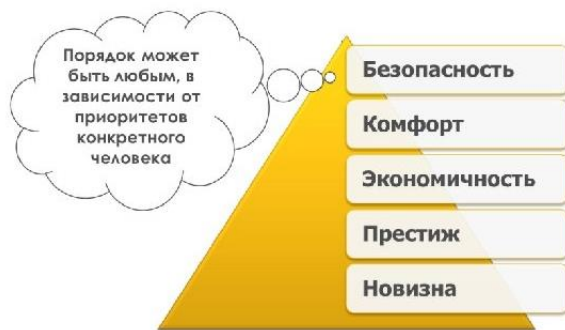 Порядок может
быть любым, в
зависимости от
приоритетов
конкретного
человека
Безопасность
Комфорт
Экономичность
Престиж
Новизна